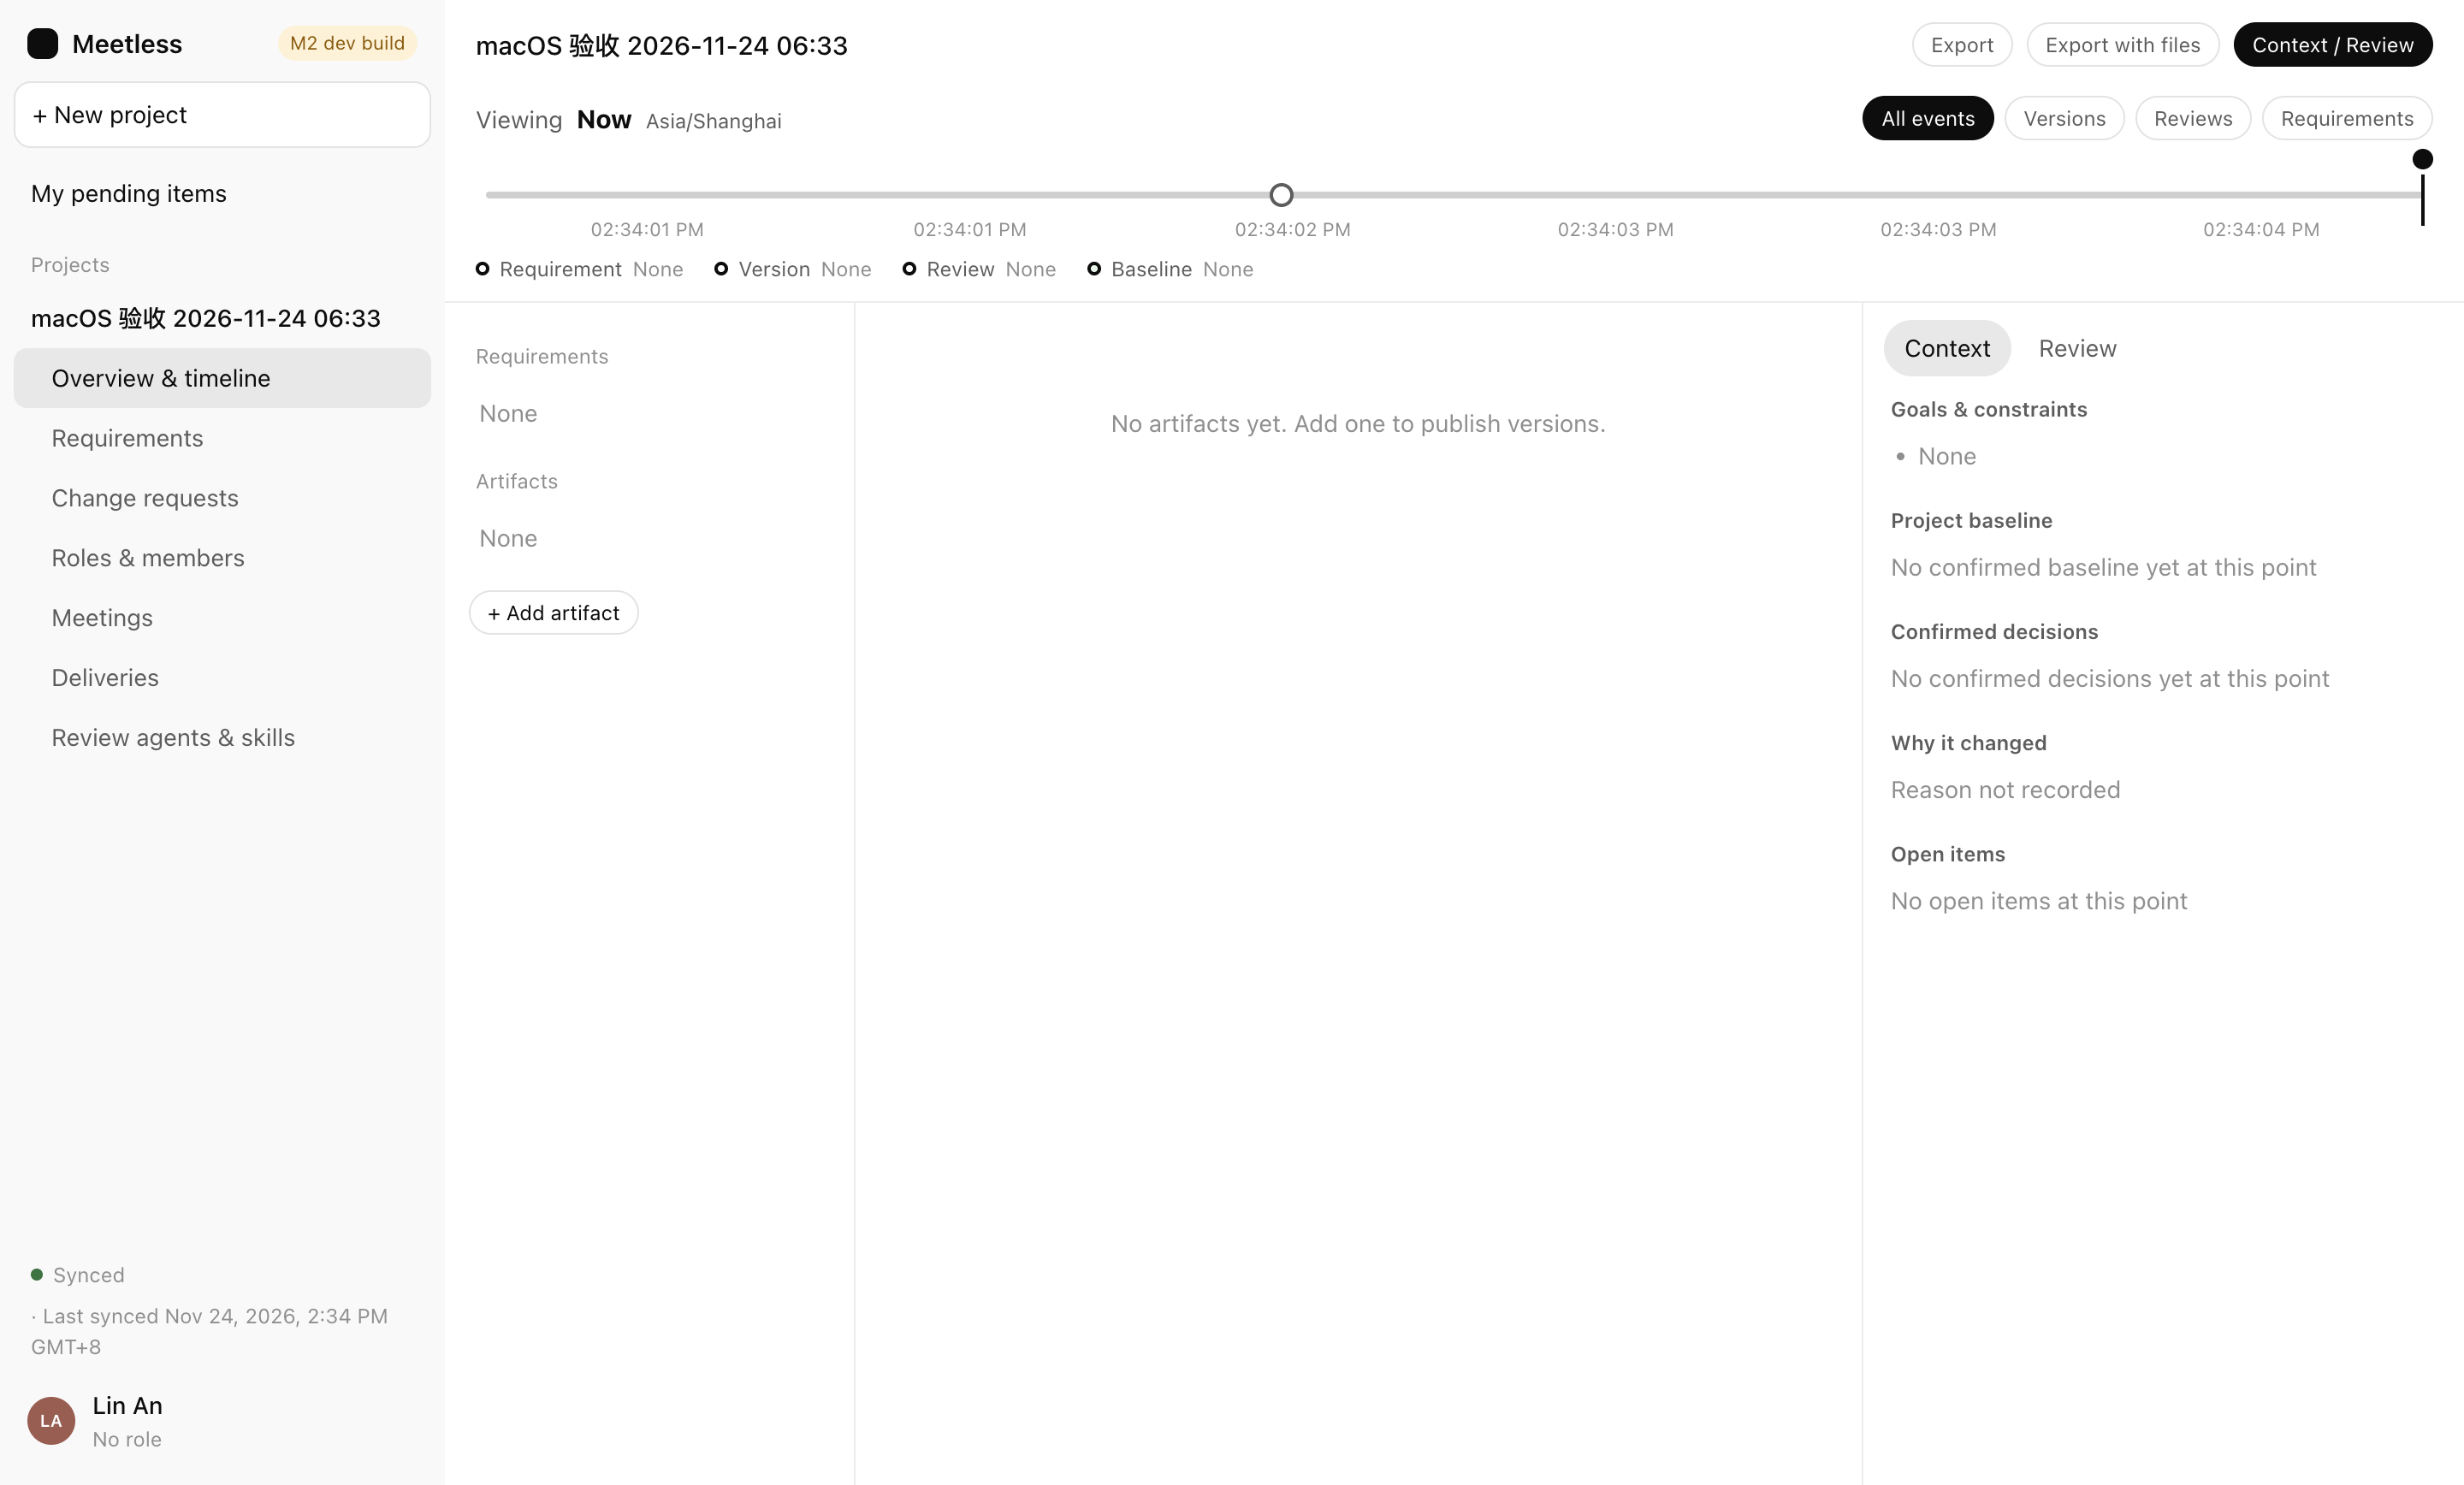 Meetless
M2 dev build
+ New project
My pending items
Projects
macOS 验收 2026-11-24 06:33
Overview & timeline
Requirements
Change requests
Roles & members
Meetings
Deliveries
Review agents & skills
Synced
· Last synced Nov 24, 2026, 2:34 PM
GMT+8
LA
Lin An
No role
macOS 验收 2026-11-24 06:33
Export
Export with files
Context / Review
Viewing Now Asia/Shanghai
All events
Versions
Reviews
Requirements
02:34:01 PM
02:34:01 PM
02:34:02 PM
02:34:03 PM
02:34:03 PM
02:34:04 PM
Requirement None
Version None
Review None
Baseline None
Requirements
None
Artifacts
None
+ Add artifact
No artifacts yet. Add one to publish versions.
Context
Review
Goals & constraints
• None
Project baseline
No confirmed baseline yet at this point
Confirmed decisions
No confirmed decisions yet at this point
Why it changed
Reason not recorded
Open items
No open items at this point